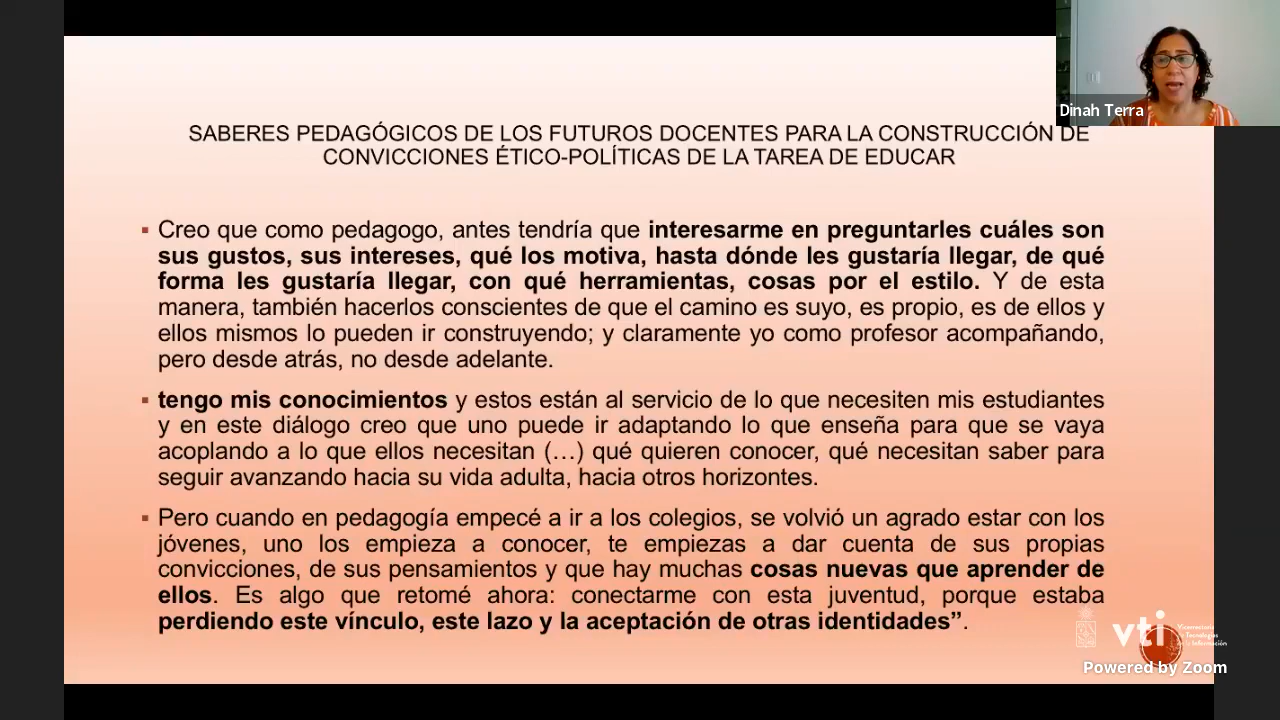 Dinah Terra
SABERES PEDAGÓGICOS DE LOS FUTUROS DOCENTES PARA LA CONSTRUCCIÓN DE
CONVICCIONES ÉTICO-POLÍTICAS DE LA TAREA DE EDUCAR
▪ Creo que como pedagogo, antes tendría que interesarme en preguntarles cuáles son
sus gustos, sus intereses, qué los motiva, hasta dónde les gustaría llegar, de qué
forma les gustaría llegar, con qué herramientas, cosas por el estilo. Y de esta
manera, también hacerlos conscientes de que el camino es suyo, es propio, es de ellos y
ellos mismos lo pueden ir construyendo; y claramente yo como profesor acompañando,
pero desde atrás, no desde adelante.
▪ tengo mis conocimientos y estos están al servicio de lo que necesiten mis estudiantes
y en este diálogo creo que uno puede ir adaptando lo que enseña para que se vaya
acoplando a lo que ellos necesitan (…) qué quieren conocer, qué necesitan saber para
seguir avanzando hacia su vida adulta, hacia otros horizontes.
▪ Pero cuando en pedagogía empecé a ir a los colegios, se volvió un agrado estar con los
jóvenes, uno los empieza a conocer, te empiezas a dar cuenta de sus propias
convicciones, de sus pensamientos y que hay muchas cosas nuevas que aprender de
ellos. Es algo que retomé ahora: conectarme con esta juventud, porque estaba
perdiendo este vínculo, este lazo y la aceptación de otras identidades”.
vti
Vicerrectoría
de Tecnologías
de la Información
Powered by Zoom